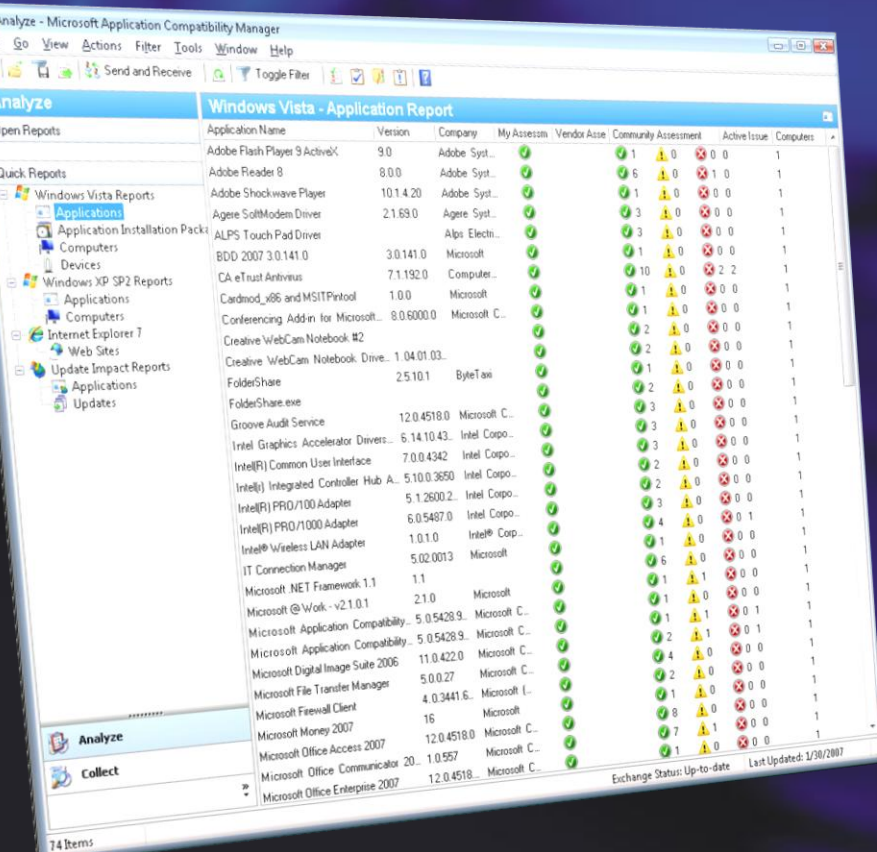 Analyze - Microsoft Application Compatibility Manager
Go View Actions Filter Tools Window Help
Send and Receive Toggle Filter
Analyze
Open Reports
Quick Reports
Windows Vista Reports
Applications
Application Installation Packa
Computers
Devices
Windows XP SP2 Reports
Applications
Computers
Internet Explorer 7
Web Sites
Update Impact Reports
Applications
Updates
Analyze
Collect
74 Items
Windows Vista - Application Report
Application Name Version Company My Assessm Vendor Asse Community Assessment Active Issue Computers
Adobe Flash Player 9 ActiveX 9.0 Adobe Syst... 1 0 0 0 1
Adobe Reader 8 8.0.0 Adobe Syst... 6 0 1 0 1
Adobe Shockwave Player 10.1.4.20 Adobe Syst... 1 0 0 0 1
Agere SoftModem Driver 2.1.69.0 Agere Syst... 3 0 0 0 1
ALPS Touch Pad Driver Alps Electri... 3 0 0 0 1
BDD 2007 3.0.141.0 3.0.141.0 Microsoft 1 0 0 0 1
CA eTrust Antivirus 7.1.192.0 Computer... 10 0 2 2 1
Cardmod_x86 and MSITPintool 1.0.0 Microsoft 1 0 0 0 1
Conferencing Add-in for Microsoft... 8.0.6000.0 Microsoft C... 1 0 0 0 1
Creative WebCam Notebook #2 2 0 0 0 1
Creative WebCam Notebook Drive... 1.04.01.03... 2 0 0 0 1
FolderShare 2.5.10.1 ByteTaxi 1 0 0 0 1
FolderShare.exe 2 0 0 0 1
Groove Audit Service 12.0.4518.0 Microsoft C... 3 0 0 0 1
Intel Graphics Accelerator Drivers... 6.14.10.43... Intel Corpo... 3 0 0 0 1
Intel(R) Common User Interface 7.0.0.4342 Intel Corpo... 3 0 0 0 1
Intel(r) Integrated Controller Hub A... 5.10.0.3650 Intel Corpo... 2 0 0 0 1
Intel(R) PRO/100 Adapter 5.1.2600.2... Intel Corpo... 2 0 0 0 1
Intel(R) PRO/1000 Adapter 6.0.5487.0 Intel Corpo... 3 0 0 0 1
Intel® Wireless LAN Adapter 1.0.1.0 Intel® Corp... 4 0 0 1 1
IT Connection Manager 5.02.0013 Microsoft 1 0 0 0 1
Microsoft .NET Framework 1.1 1.1 6 0 0 0 1
Microsoft @Work - v2.1.0.1 2.1.0 Microsoft 1 1 0 0 1
Microsoft Application Compatibility... 5.0.5428.9... Microsoft C... 1 0 0 0 1
Microsoft Application Compatibility... 5.0.5428.9... Microsoft C... 1 1 0 1 1
Microsoft Digital Image Suite 2006 11.0.422.0 Microsoft C... 2 1 0 1 1
Microsoft File Transfer Manager 5.0.0.27 Microsoft C... 4 0 0 0 1
Microsoft Firewall Client 4.0.3441.6... Microsoft (... 2 0 0 0 1
Microsoft Money 2007 16 Microsoft 1 0 0 0 1
Microsoft Office Access 2007 12.0.4518.0 Microsoft C... 8 0 0 0 1
Microsoft Office Communicator 20... 1.0.557 Microsoft C... 7 1 0 0 1
Microsoft Office Enterprise 2007 12.0.4518.... Microsoft C... 1 0 0 0 1
Exchange Status: Up-to-date Last Updated: 1/30/2007